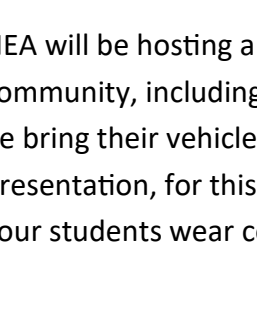 IEA will be hosting a
ommunity, including
e bring their vehicle
resentation, for this
our students wear c